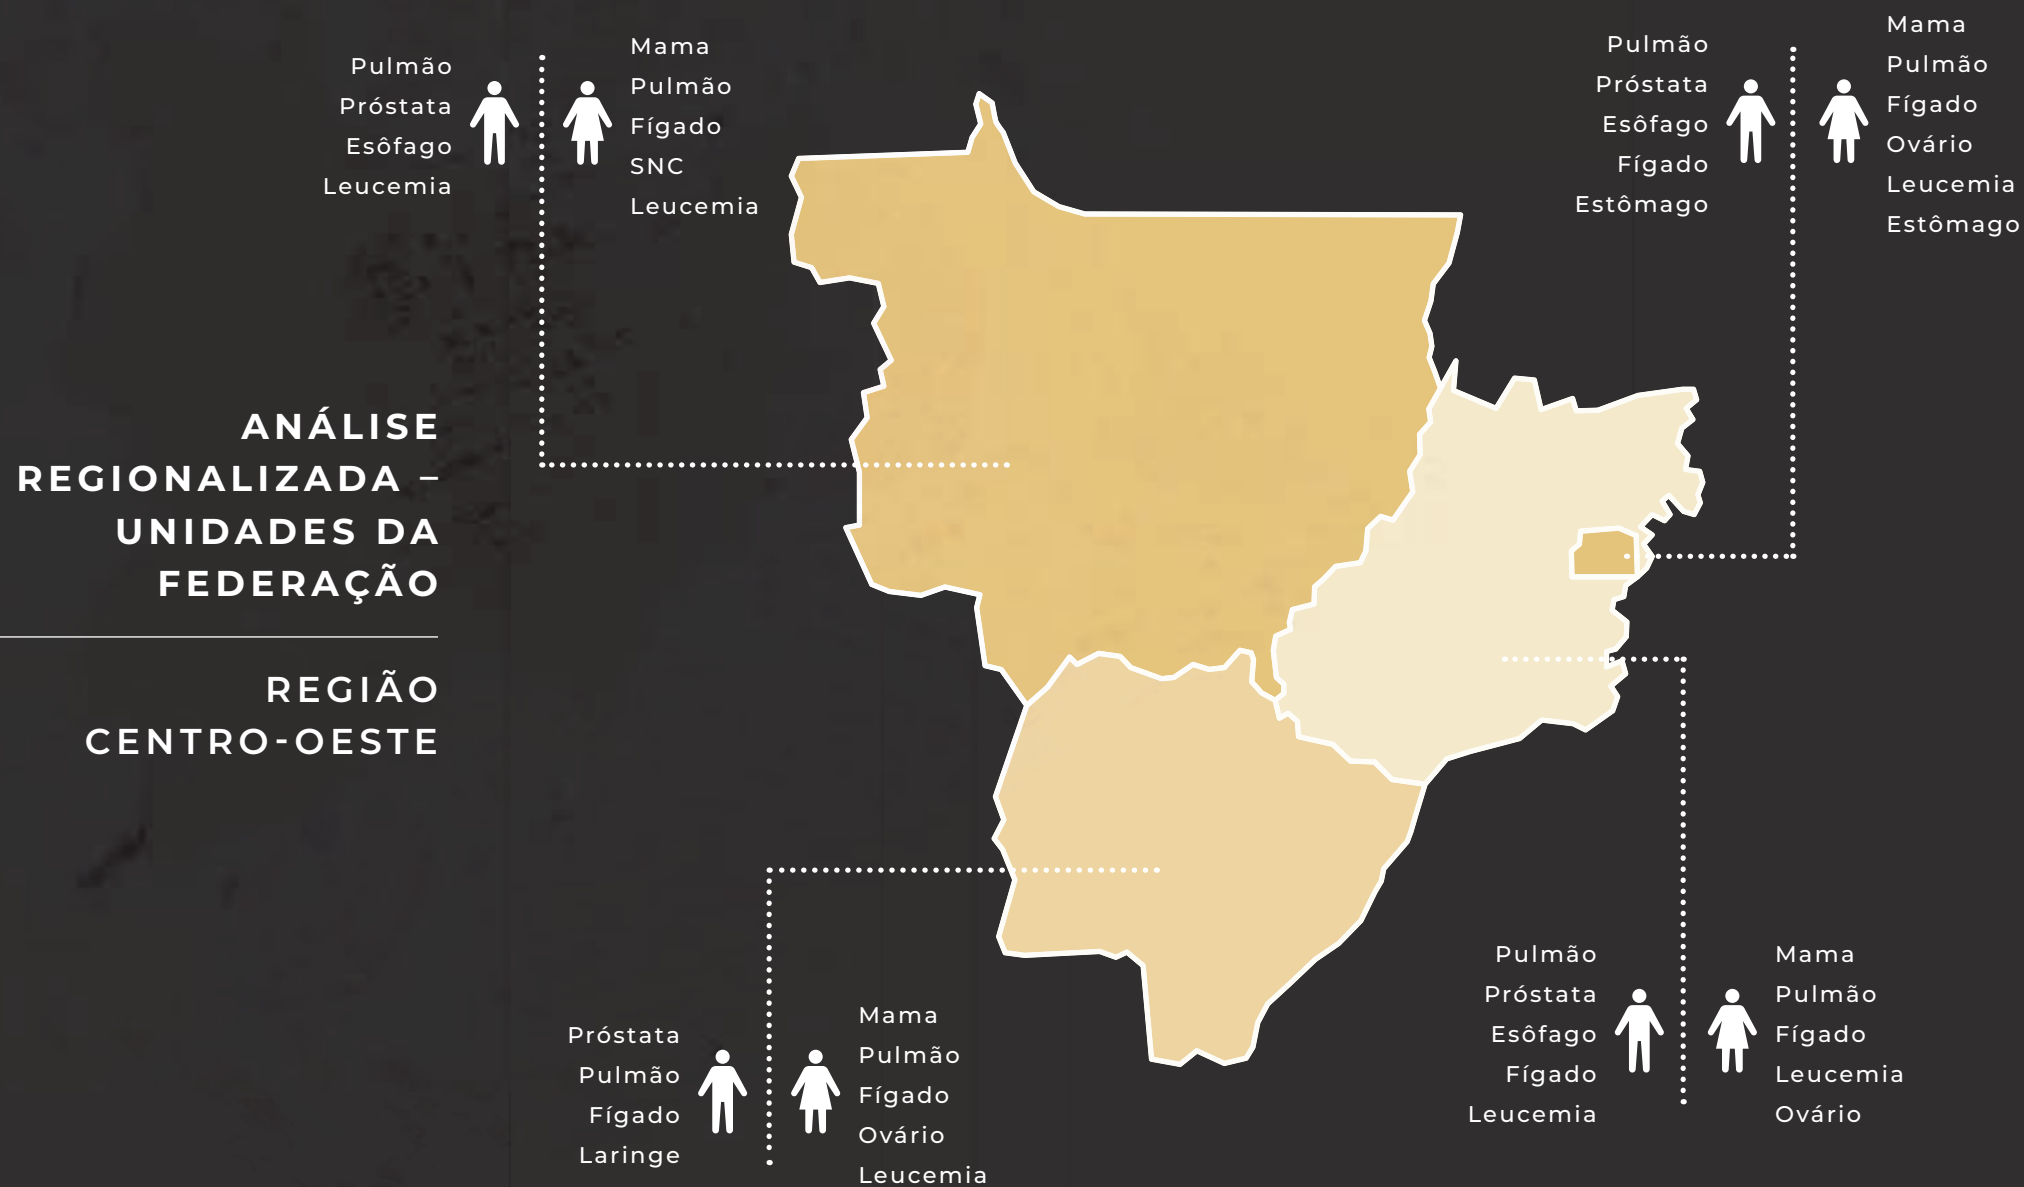 ANÁLISE
REGIONALIZADA –
UNIDADES DA
FEDERAÇÃO
REGIÃO
CENTRO-OESTE
Pulmão
Próstata
Esôfago
Leucemia
Mama
Pulmão
Fígado
SNC
Leucemia
Pulmão
Próstata
Esôfago
Fígado
Estômago
Mama
Pulmão
Fígado
Ovário
Leucemia
Estômago
Próstata
Pulmão
Fígado
Laringe
Mama
Pulmão
Fígado
Ovário
Leucemia
Pulmão
Próstata
Esôfago
Fígado
Leucemia
Mama
Pulmão
Fígado
Leucemia
Ovário